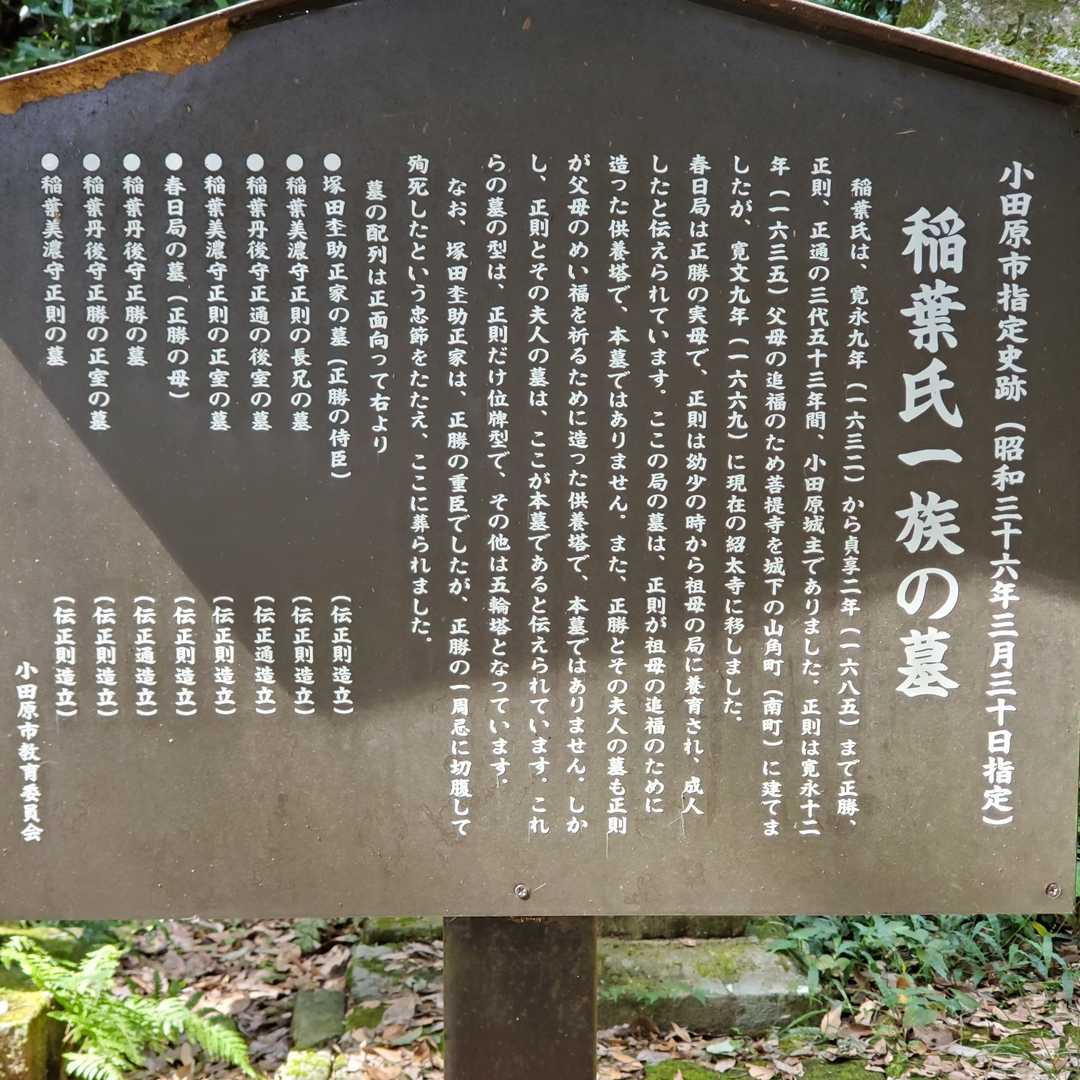 小田原市指定史跡（昭和三十六年三月三十日指定）
稲葉氏一族の墓
稲葉氏は、寛永九年（一六三二）から貞享二年（一六八五）まで正勝、
正則、正通の三代五十三年間、小田原城主でありました。正則は寛永十二
年（一六三五）父母の追福のため菩提寺を城下の山角町（南町）に建てま
したが、寛文九年（一六六九）に現在の紹太寺に移しました。
春日局は正勝の実母で、正則は幼少の時から祖母の局に養育され、成人
したと伝えられています。ここの局の墓は、正則が祖母の追福のために
造った供養塔で、本墓ではありません。また、正勝とその夫人の墓も正則
が父母のめい福を祈るために造った供養塔で、本墓ではありません。しか
し、正則とその夫人の墓は、ここが本墓であると伝えられています。これ
らの墓の型は、正則だけ位牌型で、その他は五輪塔となっています。
なお、塚田杢助正家は、正勝の重臣でしたが、正勝の一周忌に切腹して
殉死したという忠節をたたえ、ここに葬られました。
墓の配列は正面向って右より
●塚田杢助正家の墓（正勝の侍臣）（伝正則造立）
●稲葉美濃守正則の長兄の墓（伝正則造立）
●稲葉丹後守正通の後室の墓（伝正通造立）
●稲葉美濃守正則の正室の墓（伝正則造立）
●春日局の墓（正勝の母）（伝正則造立）
●稲葉丹後守正勝の墓（伝正通造立）
●稲葉丹後守正勝の正室の墓（伝正則造立）
●稲葉美濃守正則の墓（伝正則造立）
小田原市教育委員会